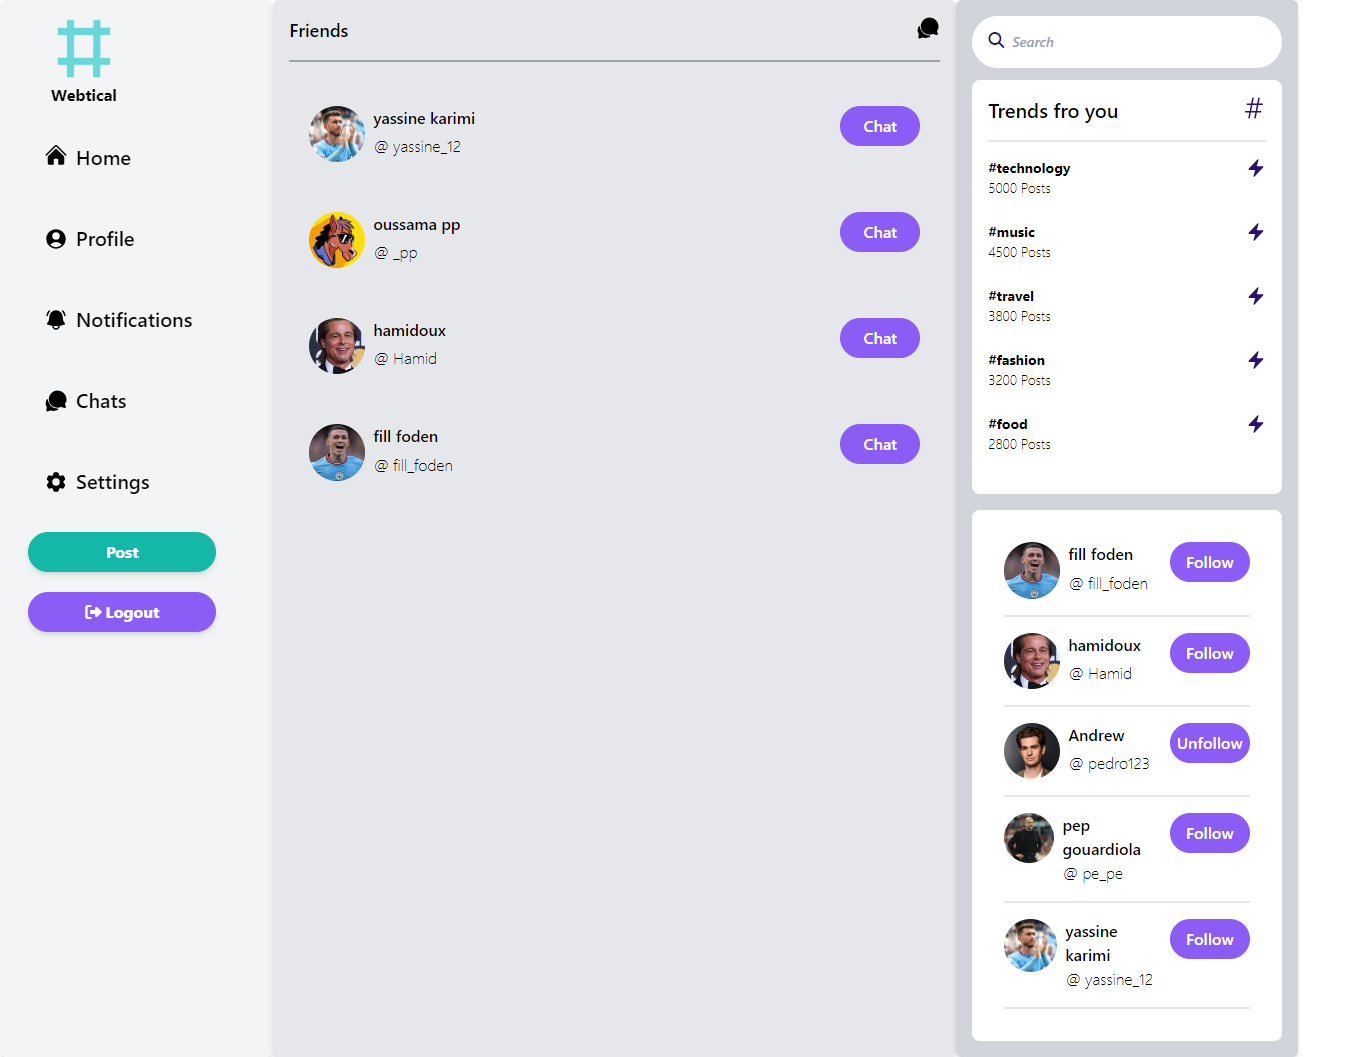 Webtical
Home
Profile
Notifications
Chats
Settings
Post
Logout
Friends
yassine karimi
@ yassine_12
Chat
oussama pp
@ _pp
Chat
hamidoux
@ Hamid
Chat
fill foden
@ fill_foden
Chat
Search
Trends fro you
#technology
5000 Posts
#music
4500 Posts
#travel
3800 Posts
#fashion
3200 Posts
#food
2800 Posts
fill foden
@ fill_foden
Follow
hamidoux
@ Hamid
Follow
Andrew
@ pedro123
Unfollow
pep
gouardiola
@ pe_pe
Follow
yassine
karimi
@ yassine_12
Follow